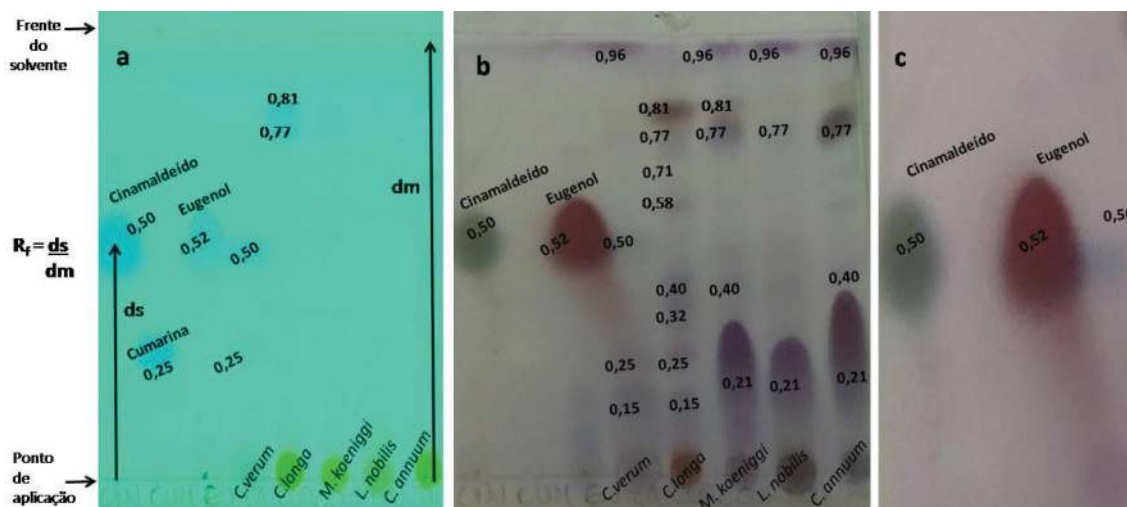 Frente
do
solvente
a
0,81
0,77
dm
Cinamaldeído
0,50
Eugenol
0,52
0,50
Rf = ds
dm
ds
Cumarina
0,25
0,25
Ponto
de
aplicação
C.verum
C.longa
M. koeniggi
L. nobilis
C. annuum
b
0,96
0,96
0,96
0,96
0,81
0,81
0,77
0,77
0,77
0,77
0,71
0,58
Cinamaldeído
0,50
Eugenol
0,52
0,50
0,40
0,40
0,40
0,32
0,25
0,25
0,21
0,21
0,21
0,15
0,15
C.verum
C.longa
M. koeniggi
L. nobilis
C. annuum
c
Cinamaldeído
0,50
Eugenol
0,52
0,50